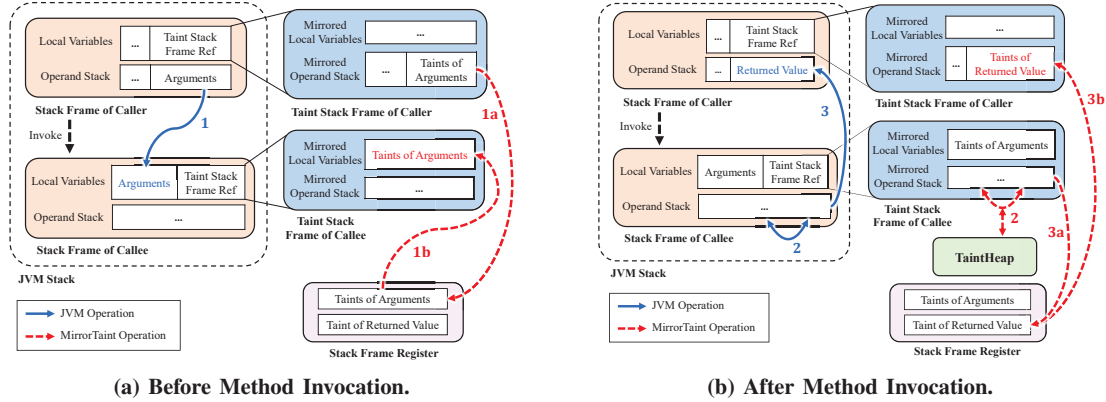 Local Variables
...
Taint Stack
Frame Ref
Operand Stack
...
Arguments
Stack Frame of Caller
Mirrored
Local Variables
...
Mirrored
Operand Stack
...
Taints of
Arguments
Taint Stack Frame of Caller
1
1a
Invoke
Local Variables
Arguments
Taint Stack
Frame Ref
Operand Stack
...
Stack Frame of Callee
JVM Stack
Mirrored
Local Variables
Taints of Arguments
Mirrored
Operand Stack
...
Taint Stack
Frame of Callee
1b
JVM Operation
MirrorTaint Operation
Taints of Arguments
Taint of Returned Value
Stack Frame Register
(a) Before Method Invocation.
Local Variables
...
Taint Stack
Frame Ref
Operand Stack
...
Returned Value
Stack Frame of Caller
Mirrored
Local Variables
...
Mirrored
Operand Stack
...
Taints of
Returned Value
Taint Stack Frame of Caller
3
3b
Invoke
Local Variables
Arguments
Taint Stack
Frame Ref
Operand Stack
...
Stack Frame of Callee
2
JVM Stack
Mirrored
Local Variables
Taints of Arguments
Mirrored
Operand Stack
...
Taint Stack
Frame of Callee
2
3a
TaintHeap
JVM Operation
MirrorTaint Operation
Taints of Arguments
Taint of Returned Value
Stack Frame Register
(b) After Method Invocation.